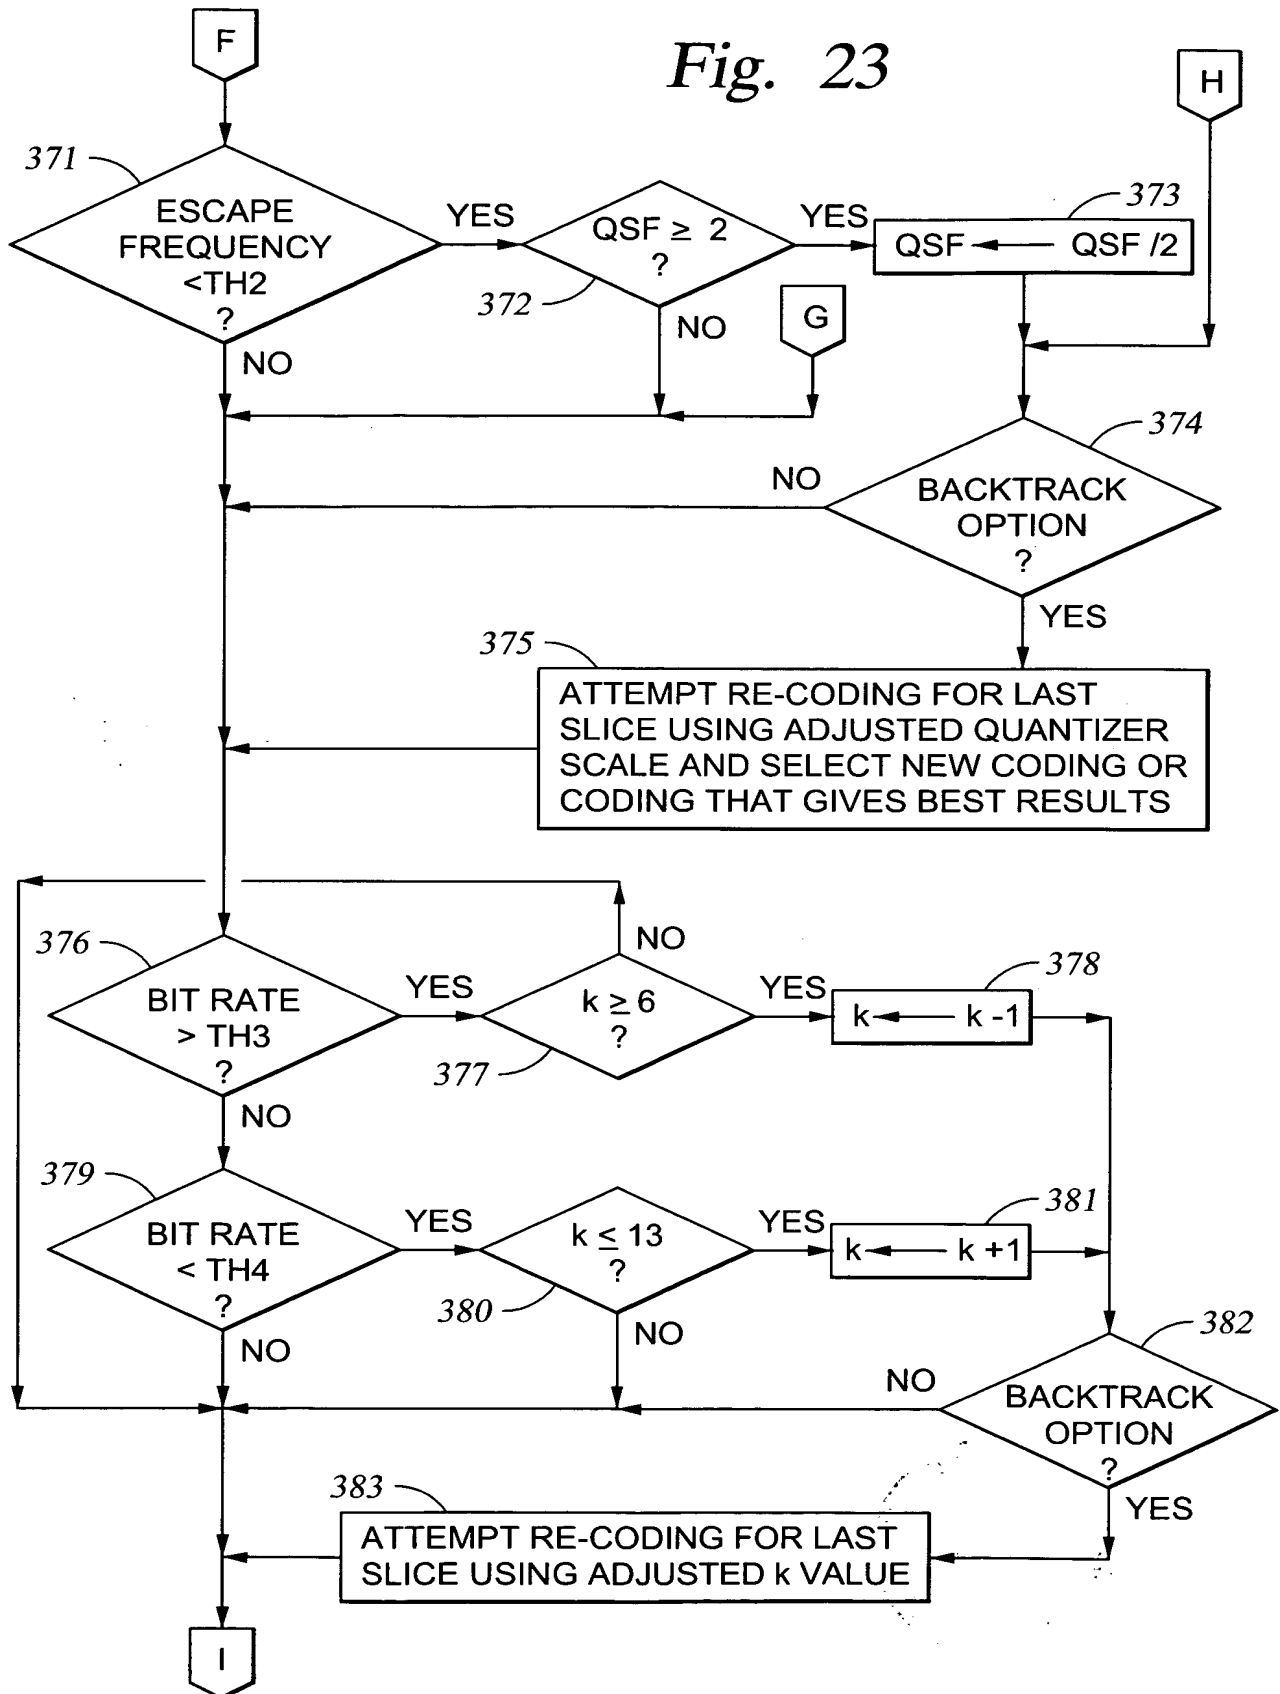 F
Fig. 23
H
371
ESCAPE
FREQUENCY
<TH2
?
YES
NO
QSF ≥ 2
?
372
YES
NO
373
QSF ← QSF /2
G
374
BACKTRACK
OPTION
?
NO
YES
375
ATTEMPT RE-CODING FOR LAST
SLICE USING ADJUSTED QUANTIZER
SCALE AND SELECT NEW CODING OR
CODING THAT GIVES BEST RESULTS
376
BIT RATE
> TH3
?
YES
NO
NO
k ≥ 6
?
377
YES
378
k ← k -1
379
BIT RATE
< TH4
?
YES
NO
k ≤ 13
?
380
YES
NO
381
k ← k +1
382
BACKTRACK
OPTION
?
NO
YES
383
ATTEMPT RE-CODING FOR LAST
SLICE USING ADJUSTED k VALUE
I